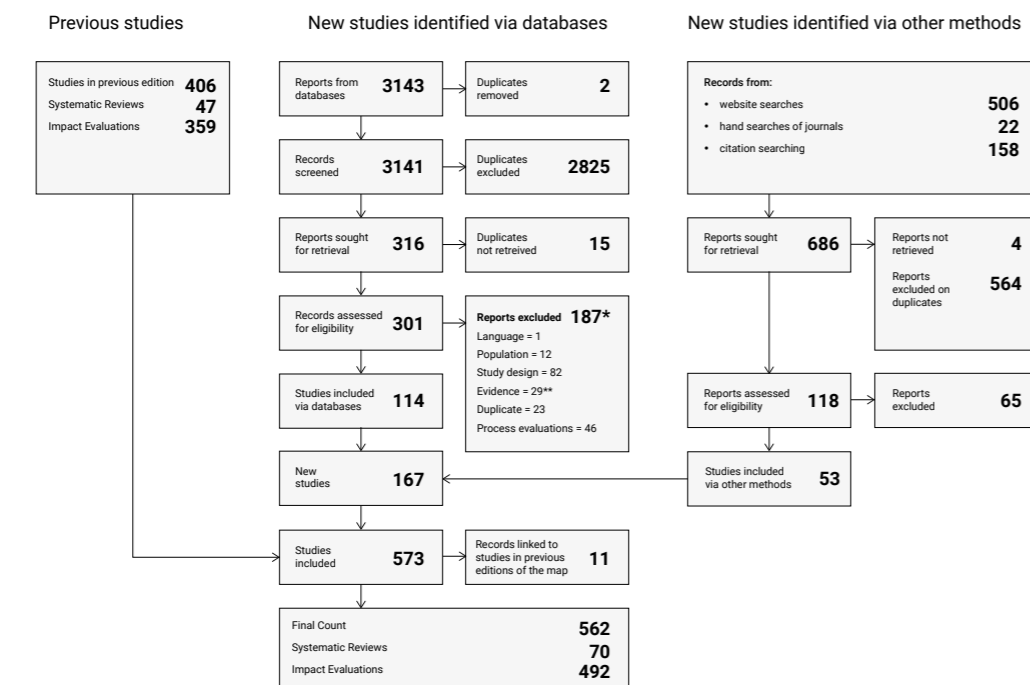 Previous studies
New studies identified via databases
New studies identified via other methods
Studies in previous edition 406
Systematic Reviews 47
Impact Evaluations 359
Reports from
databases
3143
Duplicates
removed
2
Records
screened
3141
Duplicates
excluded
2825
Reports sought
for retrieval
316
Duplicates
not retreived
15
Records assessed
for eligibility
301
Reports excluded 187*
Language = 1
Population = 12
Study design = 82
Evidence = 29**
Duplicate = 23
Process evaluations = 46
Studies included
via databases
114
New
studies
167
Studies
included
573
Records linked to
studies in previous
editions of the map
11
Final Count 562
Systematic Reviews 70
Impact Evaluations 492
Records from:
• website searches 506
• hand searches of journals 22
• citation searching 158
Reports sought
for retrieval
686
Reports not
retrieved
4
Reports
excluded on
duplicates
564
Reports assessed
for eligibility
118
Reports
excluded
65
Studies included
via other methods
53